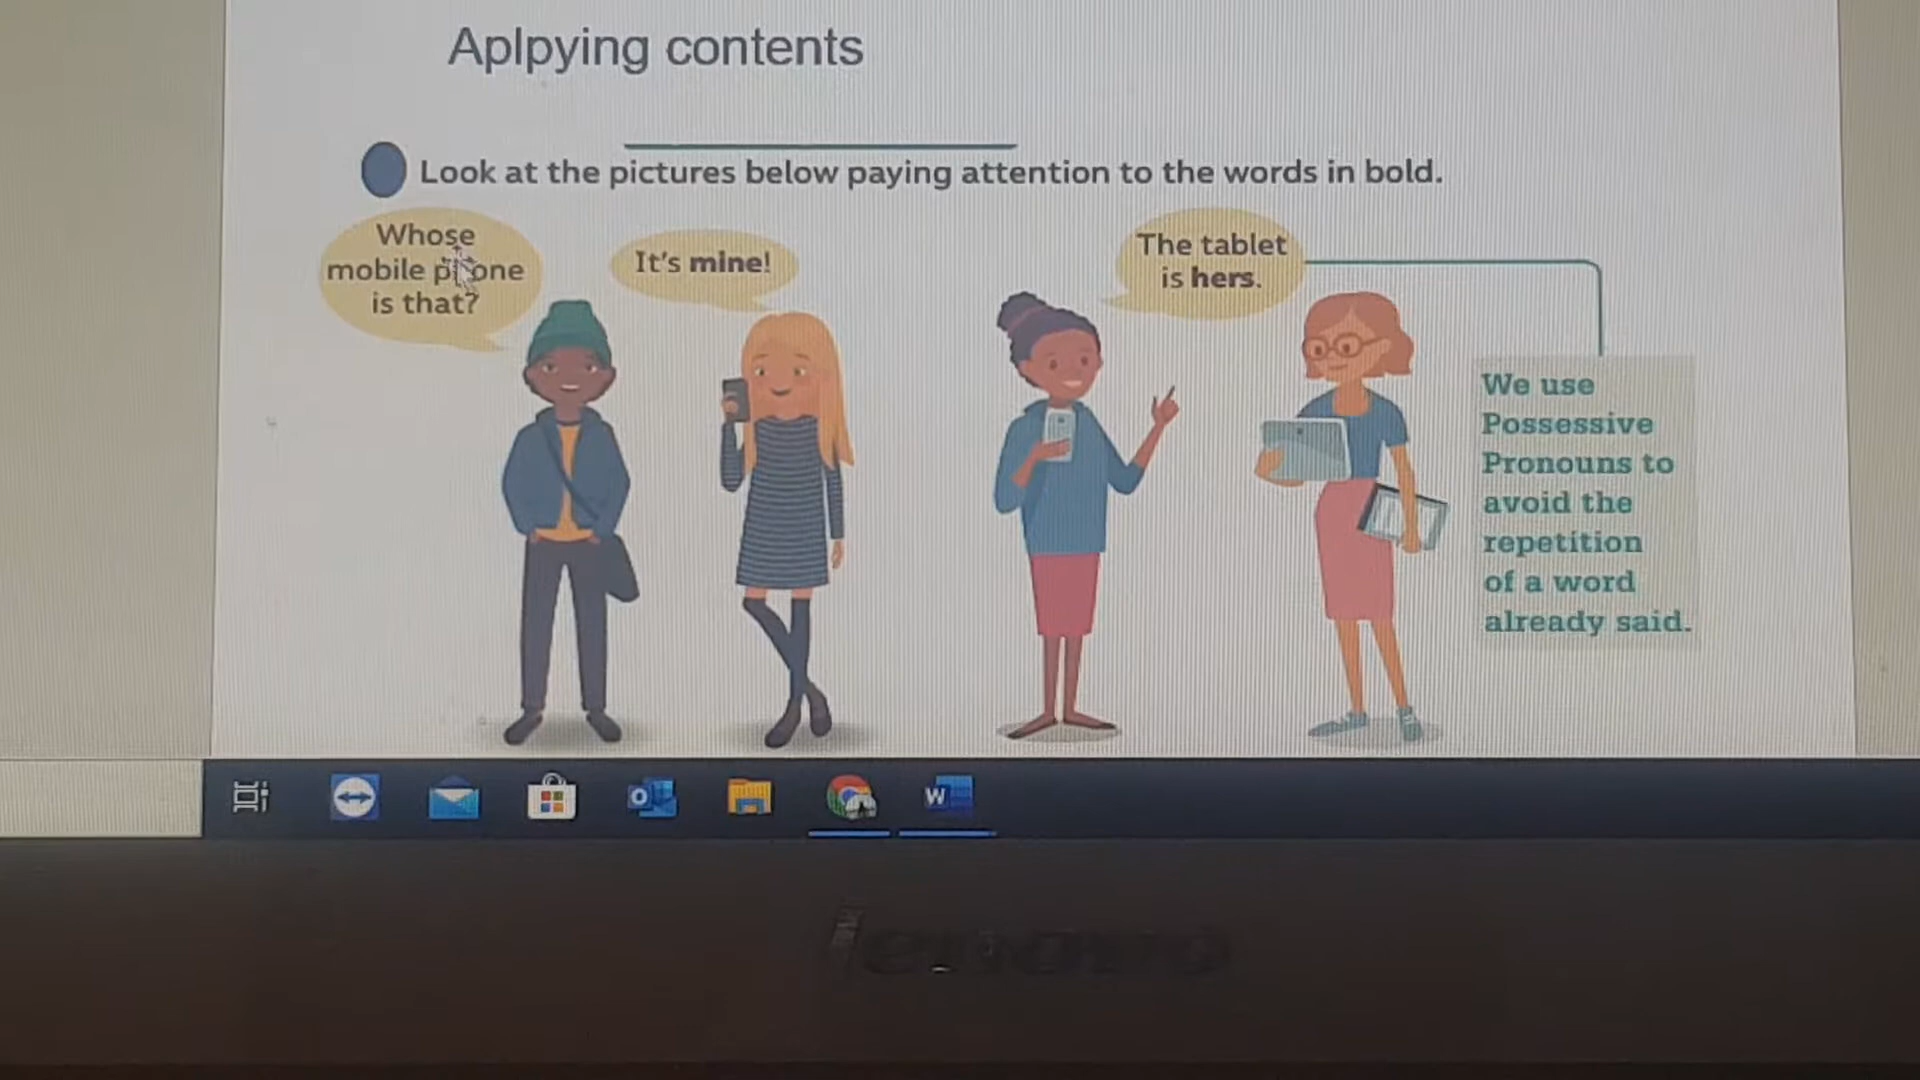 Aplpying contents
Look at the pictures below paying attention to the words in bold.
Whose
mobile phone
is that?
It's mine!
The tablet
is hers.
We use
Possessive
Pronouns to
avoid the
repetition
of a word
already said.
W
lenovo